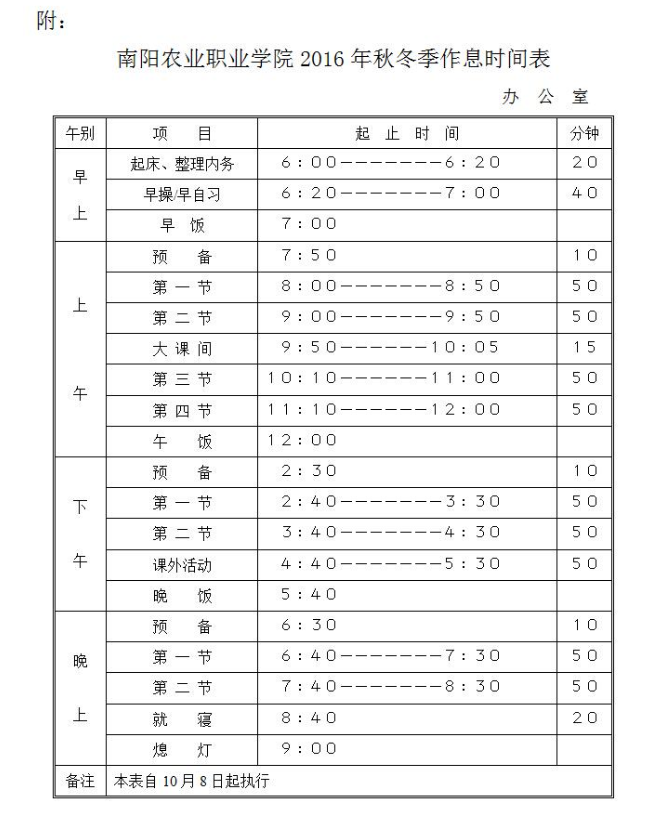 附：
南阳农业职业学院 2016 年秋冬季作息时间表
办 公 室
午别 项 目 起 止 时 间 分钟
早上
起床、整理内务 6：00-------6：20 20
早操/早自习 6：20-------7：00 40
早 饭 7：00
上午
预 备 7：50 10
第 一 节 8：00-------8：50 50
第 二 节 9：00-------9：50 50
大 课 间 9：50------10：05 15
第 三 节 10：10------11：00 50
第 四 节 11：10------12：00 50
午 饭 12：00
下午
预 备 2：30 10
第 一 节 2：40-------3：30 50
第 二 节 3：40-------4：30 50
课外活动 4：40-------5：30 50
晚 饭 5：40
晚上
预 备 6：30 10
第 一 节 6：40-------7：30 50
第 二 节 7：40-------8：30 50
就 寝 8：40 20
熄 灯 9：00
备注 本表自 10 月 8 日起执行